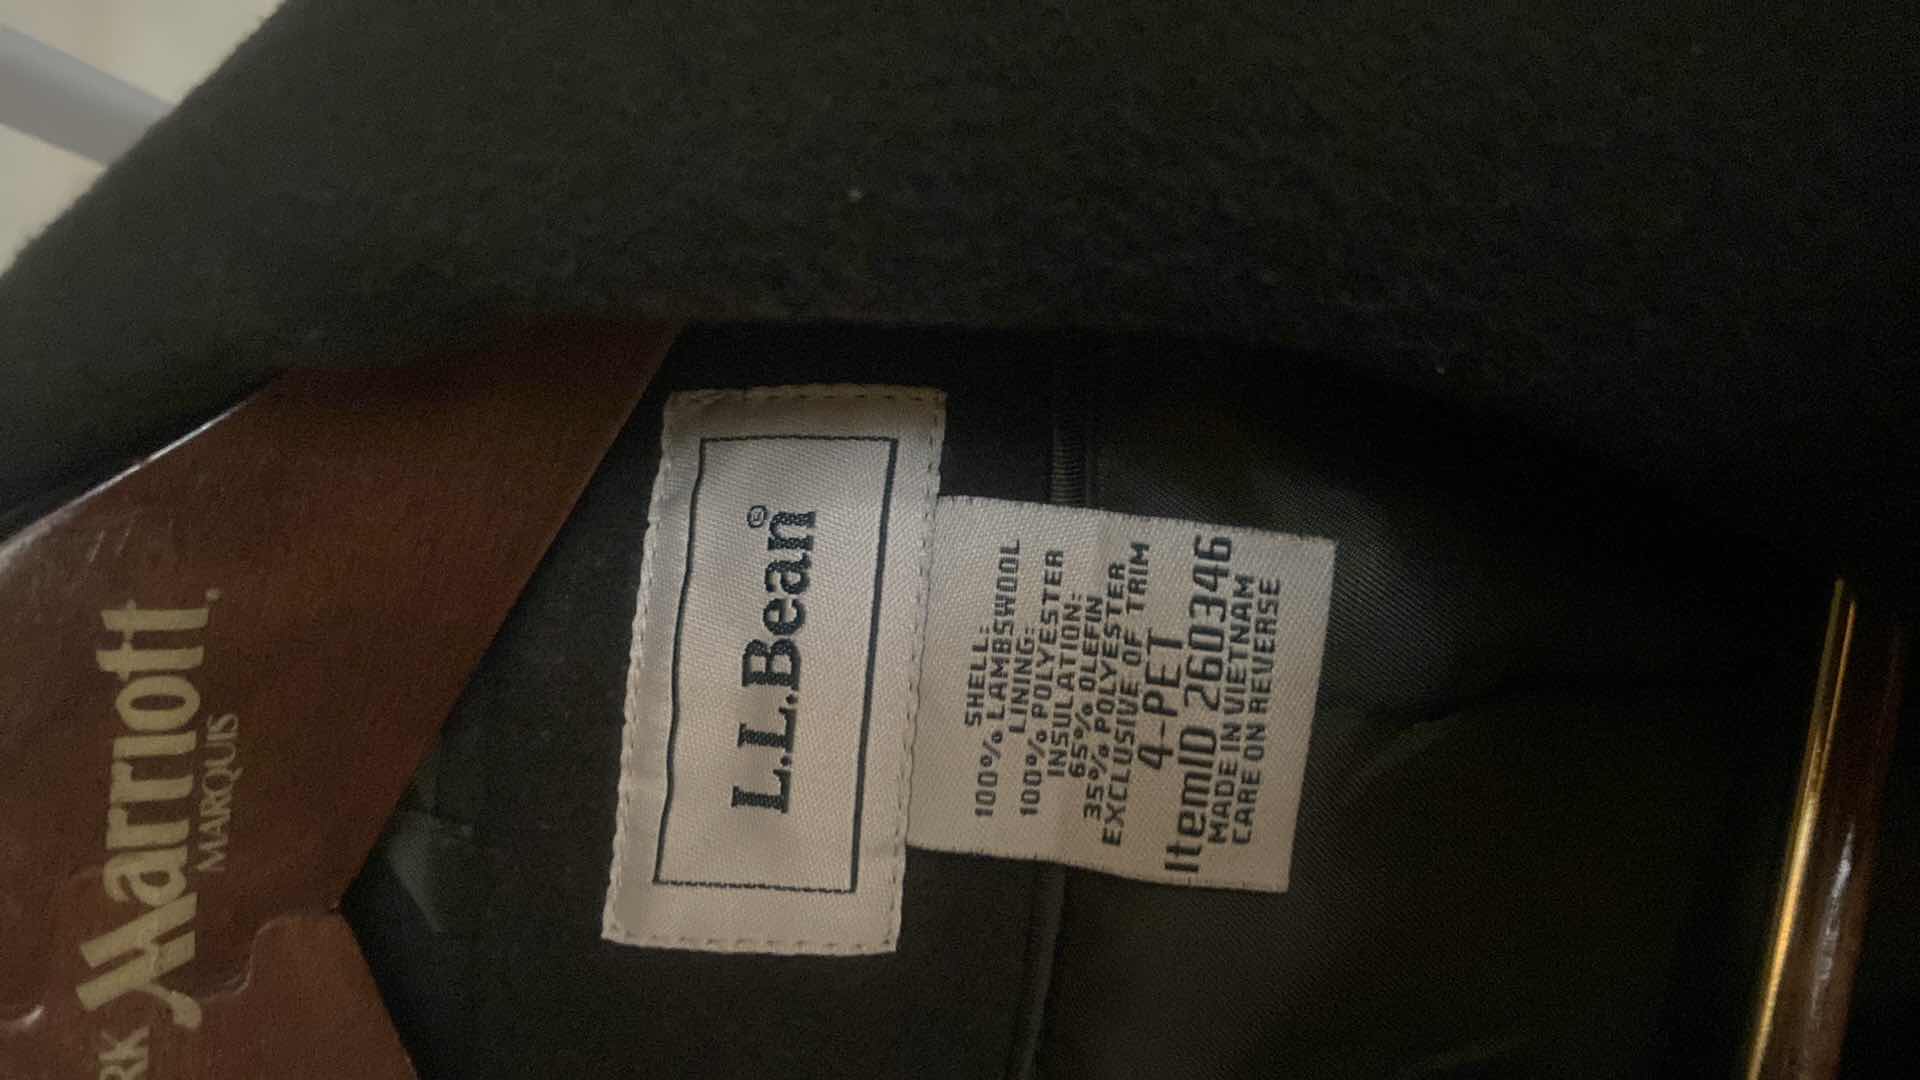 RK
Marriott.
MARQUIS
L.L.Bean®
SHELL:
100% LAMBSWOOL
LINING:
100% POLYESTER
INSULATION:
65% OLEFIN
35% POLYESTER
EXCLUSIVE OF TRIM
4-PET
ItemID 260346
MADE IN VIETNAM
CARE ON REVERSE